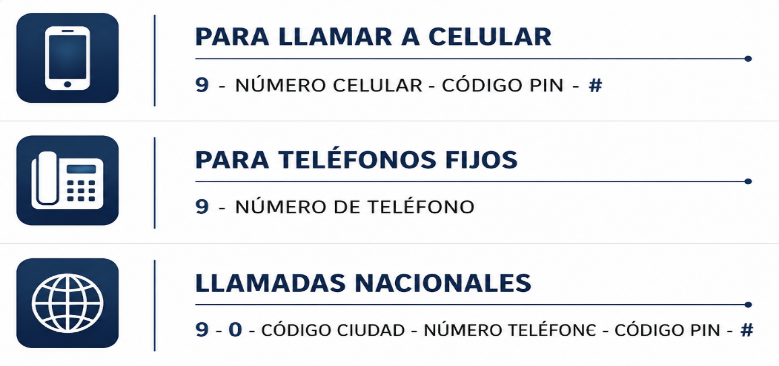 PARA LLAMAR A CELULAR
9 - NÚMERO CELULAR - CÓDIGO PIN - #
PARA TELÉFONOS FIJOS
9 - NÚMERO DE TELÉFONO
LLAMADAS NACIONALES
9 - 0 - CÓDIGO CIUDAD - NÚMERO TELÉFON€ - CÓDIGO PIN - #